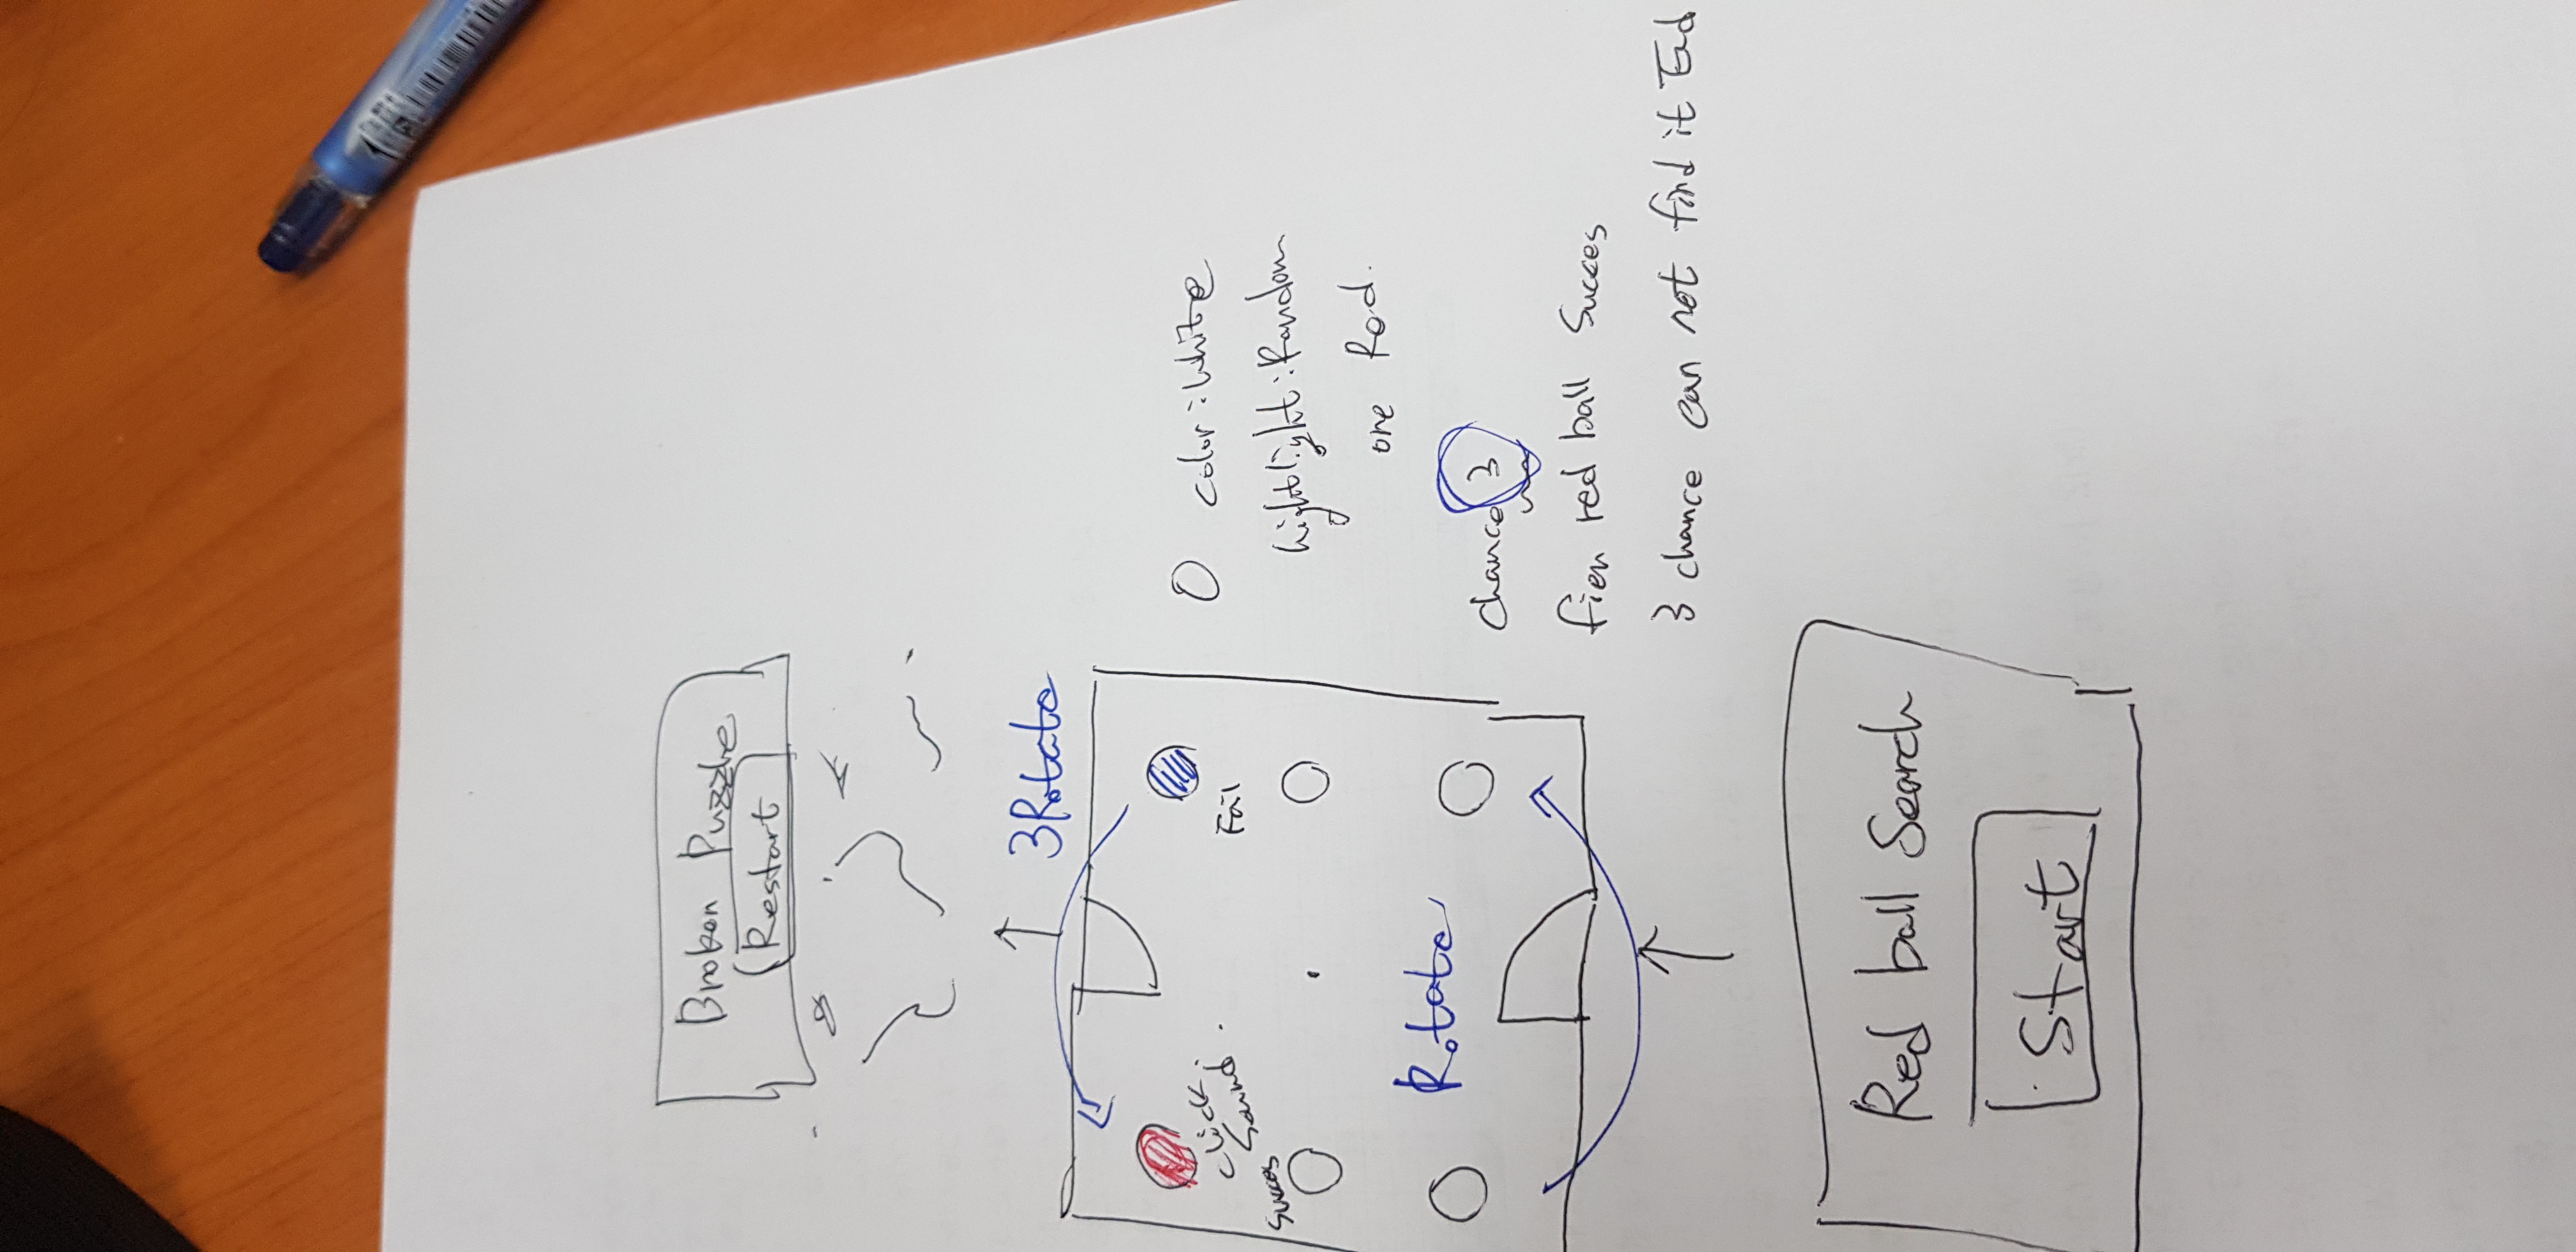 Broken Puzzle
Restart
3Rotate
click
Sound
Succes
Fail
Rotate
O color: white
hightlight: Random
one Red.
chance 3
fien red ball Succes
3 chance can not find it End
Red ball Search
Start